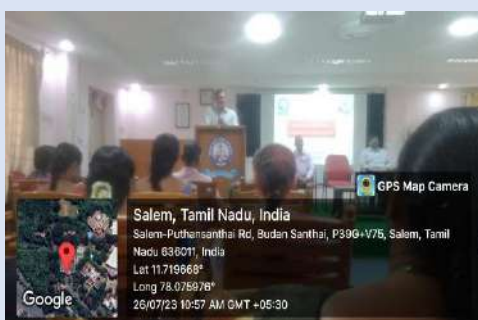 GPS Map Camera
Salem, Tamil Nadu, India
Salem-Puthansanthai Rd, Budan Santhai, P39G+V75, Salem, Tamil
Nadu 636011, India
Lat 11.719668°
Long 78.075976°
26/07/23 10:57 AM GMT +05:30
Google